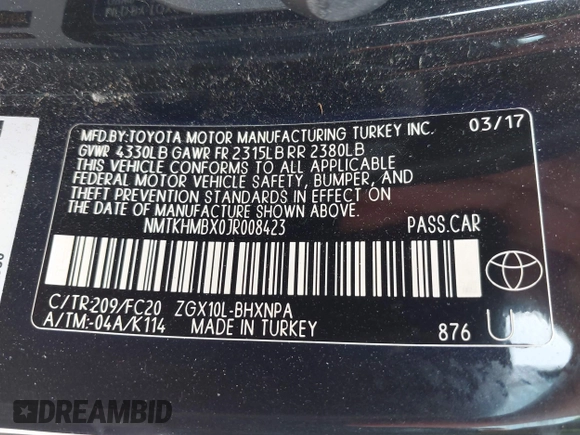 MFD.BY:TOYOTA MOTOR MANUFACTURING TURKEY INC. 03/17
GVWR 4330LB GAWR FR 2315LB RR 2380LB
THIS VEHICLE CONFORMS TO ALL APPLICABLE
FEDERAL MOTOR VEHICLE SAFETY, BUMPER, AND
THEFT PREVENTION STANDARDS IN EFFECT ON
THE DATE OF MANUFACTURE SHOWN ABOVE.
NMTKHMBX0JR008423 PASS.CAR
C/TR:209/FC20 ZGX10L-BHXNPA
A/TM:-04A/K114 MADE IN TURKEY 876 U
DREAMBID